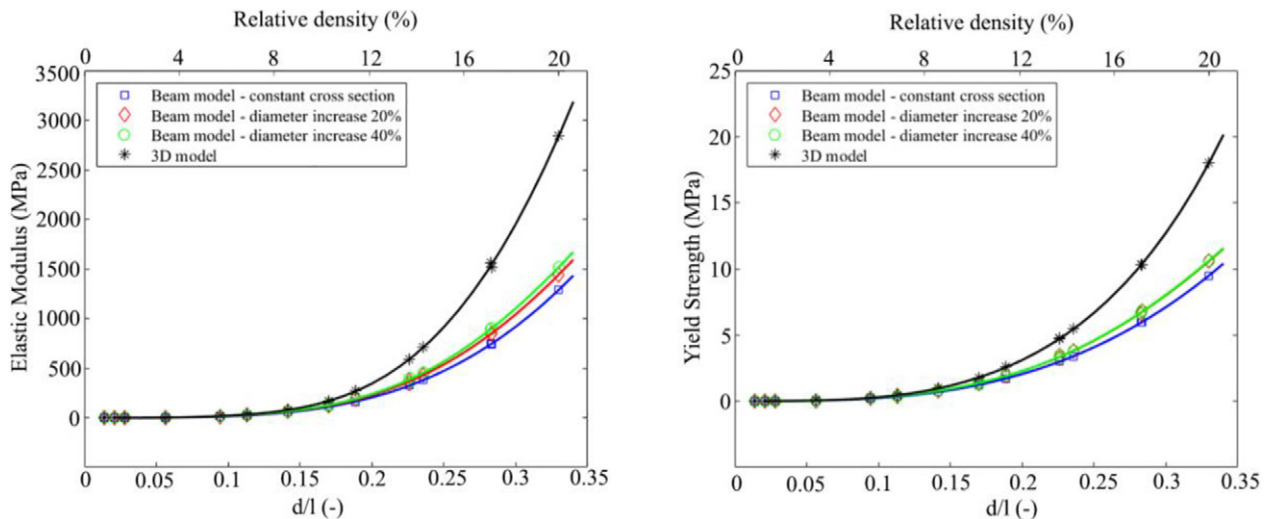 Relative density (%)
0 4 8 12 16 20
3500
3000
2500
2000
1500
1000
500
0
Elastic Modulus (MPa)
Beam model - constant cross section
Beam model - diameter increase 20%
Beam model - diameter increase 40%
3D model
0 0.05 0.1 0.15 0.2 0.25 0.3 0.35
d/l (-)
Relative density (%)
0 4 8 12 16 20
25
20
15
10
5
0
Yield Strength (MPa)
Beam model - constant cross section
Beam model - diameter increase 20%
Beam model - diameter increase 40%
3D model
0 0.05 0.1 0.15 0.2 0.25 0.3 0.35
d/l (-)